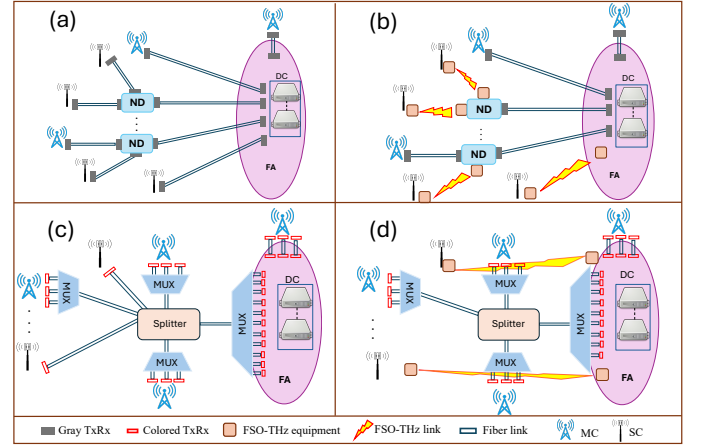 (a)
DC
ND
ND
FA
(b)
DC
ND
ND
FA
(c)
MUX
MUX
Splitter
MUX
MUX
DC
FA
(d)
MUX
MUX
Splitter
MUX
MUX
DC
FA
Gray TxRx Colored TxRx FSO-THz equipment FSO-THz link Fiber link MC SC